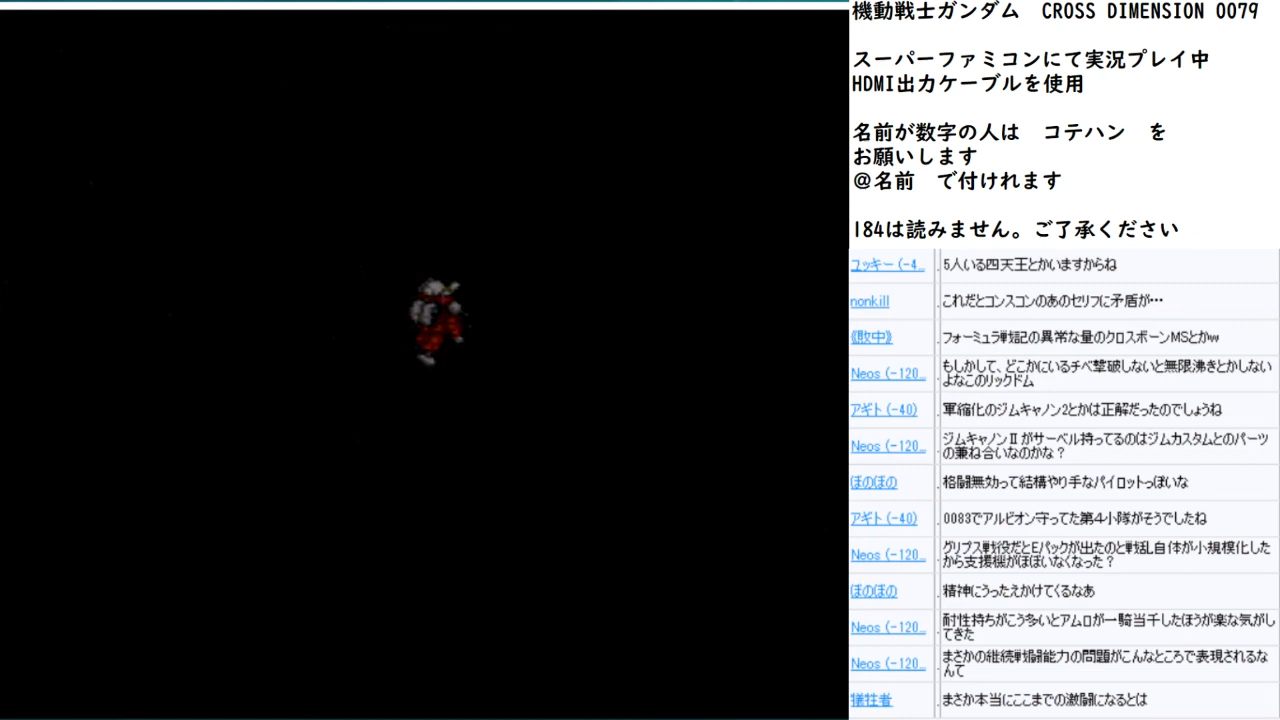 機動戦士ガンダム　CROSS DIMENSION 0079
スーパーファミコンにて実況プレイ中
HDMI出力ケーブルを使用
名前が数字の人は　コテハン　を
お願いします
＠名前　で付けれます
184は読みません。ご了承ください
ユッキー (-4... 5人いる四天王とかいますからね
nonkill これだとコンスコンのあのセリフに矛盾が…
《敗中》 フォーミュラ戦記の異常な量のクロスボーンMSとかw
Neos (-120... もしかして、どこかにいるチベ撃破しないと無限沸きとかしない
よなこのリックドム
アギト (-40) 軍縮化のジムキャノン2とかは正解だったのでしょうね
Neos (-120... ジムキャノンⅡがサーベル持ってるのはジムカスタムとのパーツ
の兼ね合いなのかな？
ぼのぼの 格闘無効って結構やり手なパイロットっぽいな
アギト (-40) 0083でアルビオン守ってた第4小隊がそうでしたね
Neos (-120... グリプス戦役だとEパックが出たのと戦乱自体が小規模化した
から支援機がほぼいなくなった？
ぼのぼの 精神にうったえかけてくるなあ
Neos (-120... 耐性持ちがこう多いとアムロが一騎当千したほうが楽な気がし
てきた
Neos (-120... まさかの継続戦闘能力の問題がこんなところで表現されるな
んて
犠牲者 まさか本当にここまでの激闘になるとは